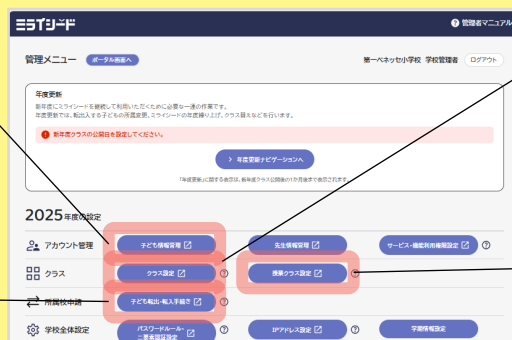 ミライシード
管理者マニュアル
管理メニュー ポータル画面へ 第一ベネッセ小学校 学校管理者 ログアウト
年度更新
新年度にミライシードを継続して利用いただくために必要な一連の作業です。
年度更新では、転出入する子どもの所属変更、ミライシードの年度繰り上げ、クラス替えなどを行います。
新年度クラスの公開日を設定してください。
年度更新ナビゲーションへ
「年度更新」に関する表示は、新年度クラス公開後の1か月後まで表示されます。
2025年度の設定
アカウント管理 子ども情報管理 先生情報管理 サービス・機能利用権限設定
クラス クラス設定 授業クラス設定
所属校申請 子ども転出・転入手続き
学校全体設定 パスワードルール・ IPアドレス設定 学期情報設定
二要素認証設定